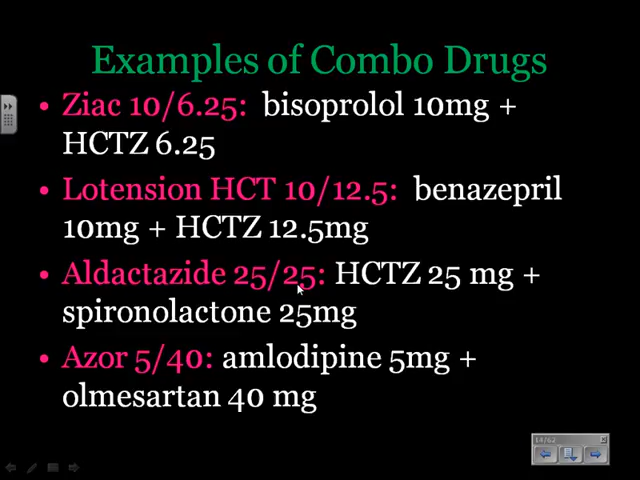 Examples of Combo Drugs
• Ziac 10/6.25: bisoprolol 10mg +
HCTZ 6.25
• Lotension HCT 10/12.5: benazepril
10mg + HCTZ 12.5mg
• Aldactazide 25/25: HCTZ 25 mg +
spironolactone 25mg
• Azor 5/40: amlodipine 5mg +
olmesartan 40 mg
14/62